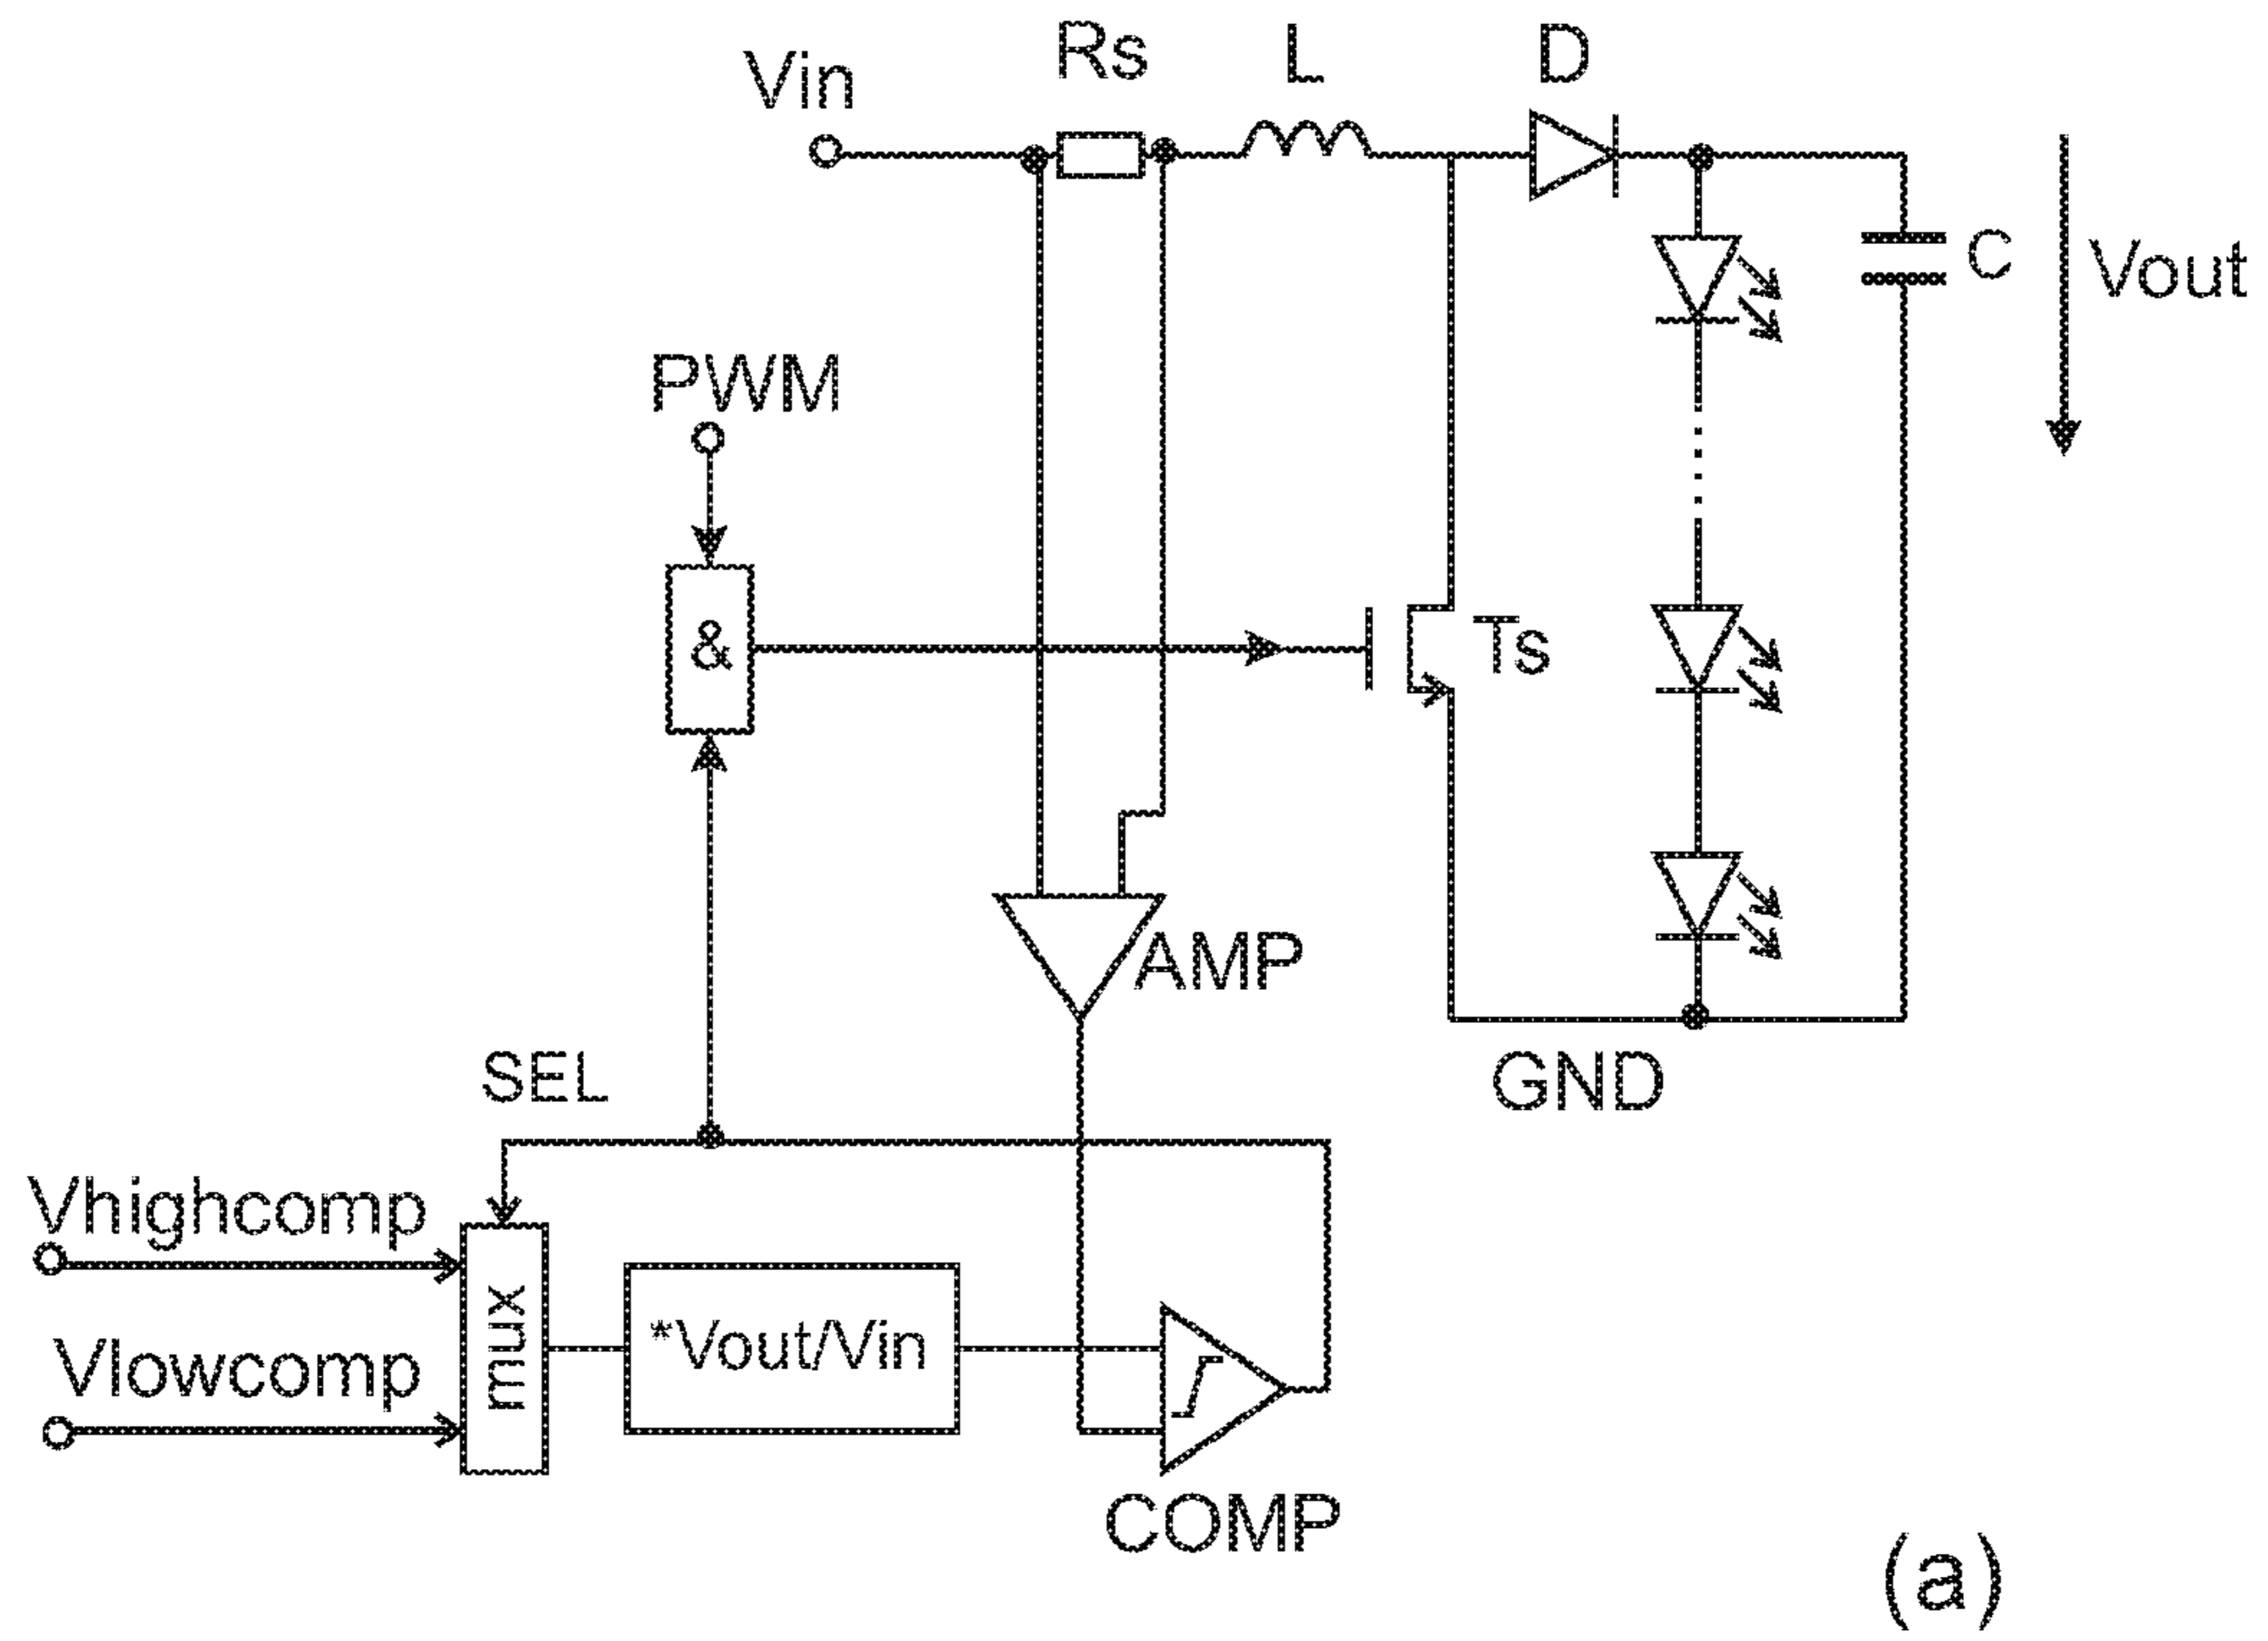 Rs
L
D
Vin
C
Vout
PWM
&
Ts
AMP
SEL
GND
Vhighcomp
mux
*Vout/Vin
Vlowcomp
COMP
(a)